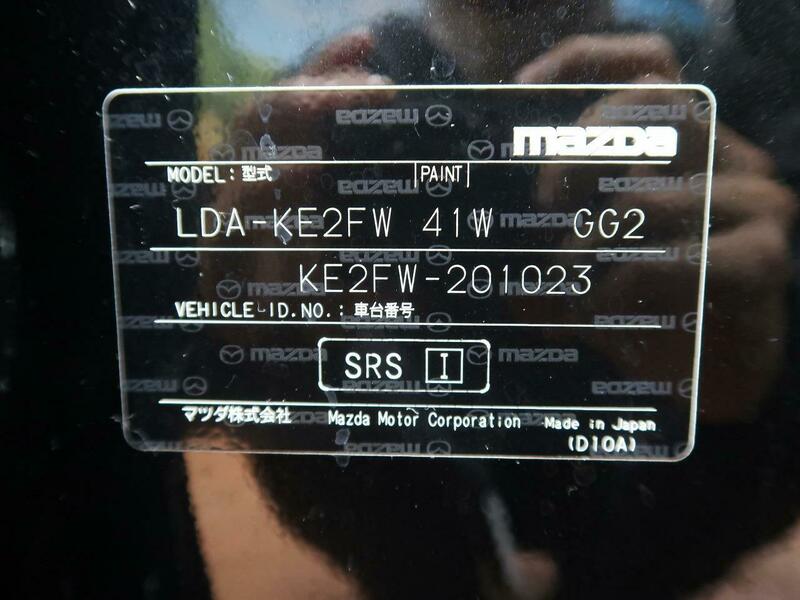 mazda
MODEL: 型式 PAINT
LDA-KE2FW 41W GG2
KE2FW-201023
VEHICLE-ID.NO.: 車台番号
SRS I
マツダ株式会社 Mazda Motor Corporation Made in Japan
(D10A)